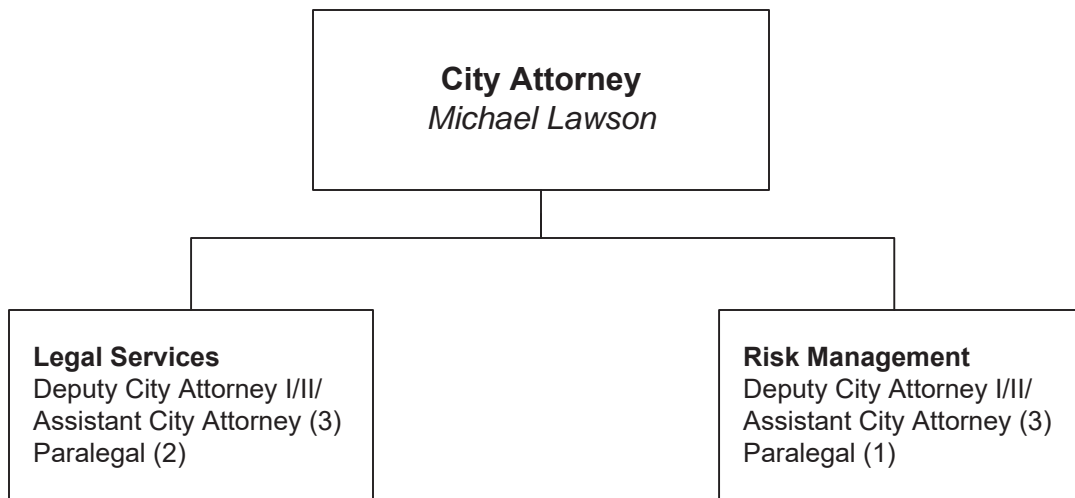 City Attorney
Michael Lawson
Legal Services
Deputy City Attorney I/II/
Assistant City Attorney (3)
Paralegal (2)
Risk Management
Deputy City Attorney I/II/
Assistant City Attorney (3)
Paralegal (1)